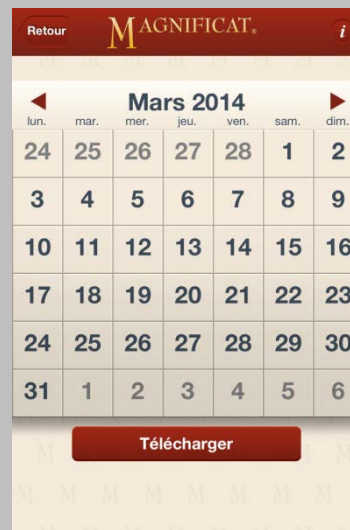 Retour MAGNIFICAT® i
Mars 2014
lun. mar. mer. jeu. ven. sam. dim.
24 25 26 27 28 1 2
3 4 5 6 7 8 9
10 11 12 13 14 15 16
17 18 19 20 21 22 23
24 25 26 27 28 29 30
31 1 2 3 4 5 6
Télécharger